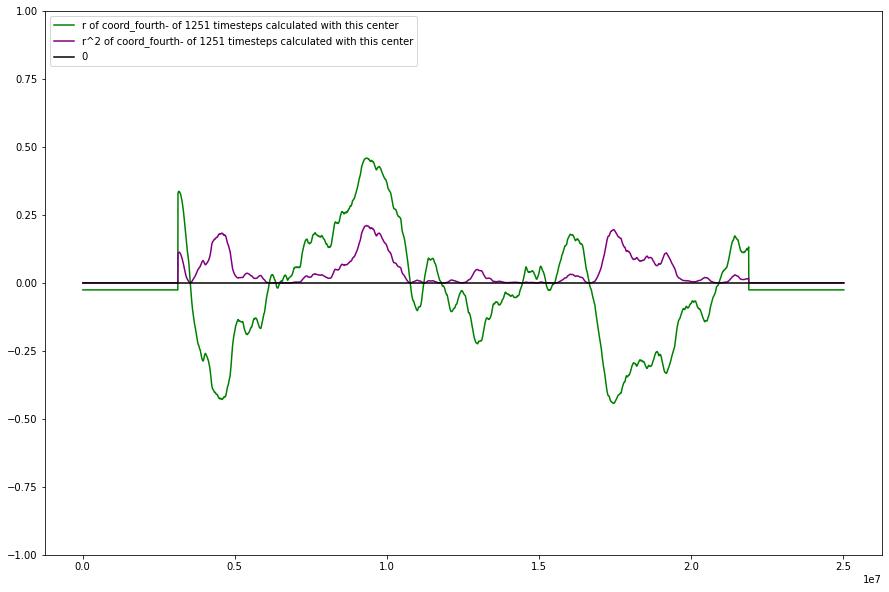 r of coord_fourth- of 1251 timesteps calculated with this center
r^2 of coord_fourth- of 1251 timesteps calculated with this center
0
1.00
0.75
0.50
0.25
0.00
−0.25
−0.50
−0.75
−1.00
0.0 0.5 1.0 1.5 2.0 2.5
1e7